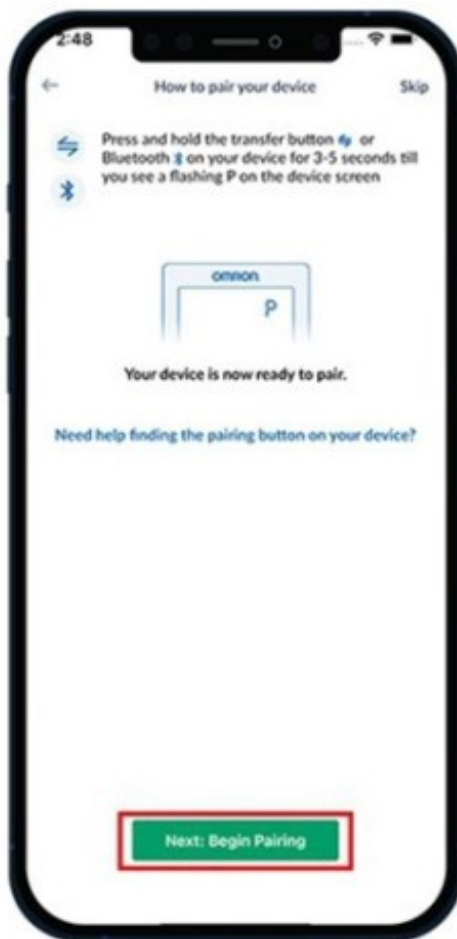 2:48
How to pair your device Skip
Press and hold the transfer button or
Bluetooth on your device for 3-5 seconds till
you see a flashing P on the device screen
OMRON
P
Your device is now ready to pair.
Need help finding the pairing button on your device?
Next: Begin Pairing